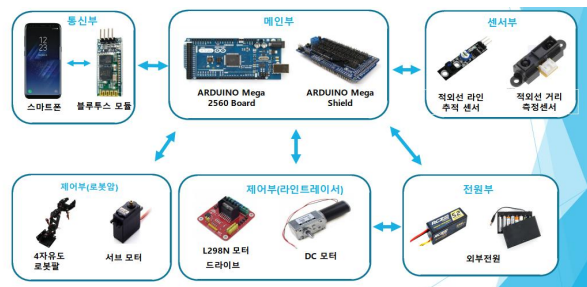 통신부
스마트폰
블루투스 모듈
메인부
ARDUINO Mega
2560 Board
ARDUINO Mega
Shield
센서부
적외선 라인
추적 센서
적외선 거리
측정센서
제어부(로봇암)
4자유도
로봇팔
서브 모터
제어부(라인트레이서)
L298N 모터
드라이브
DC 모터
전원부
외부전원